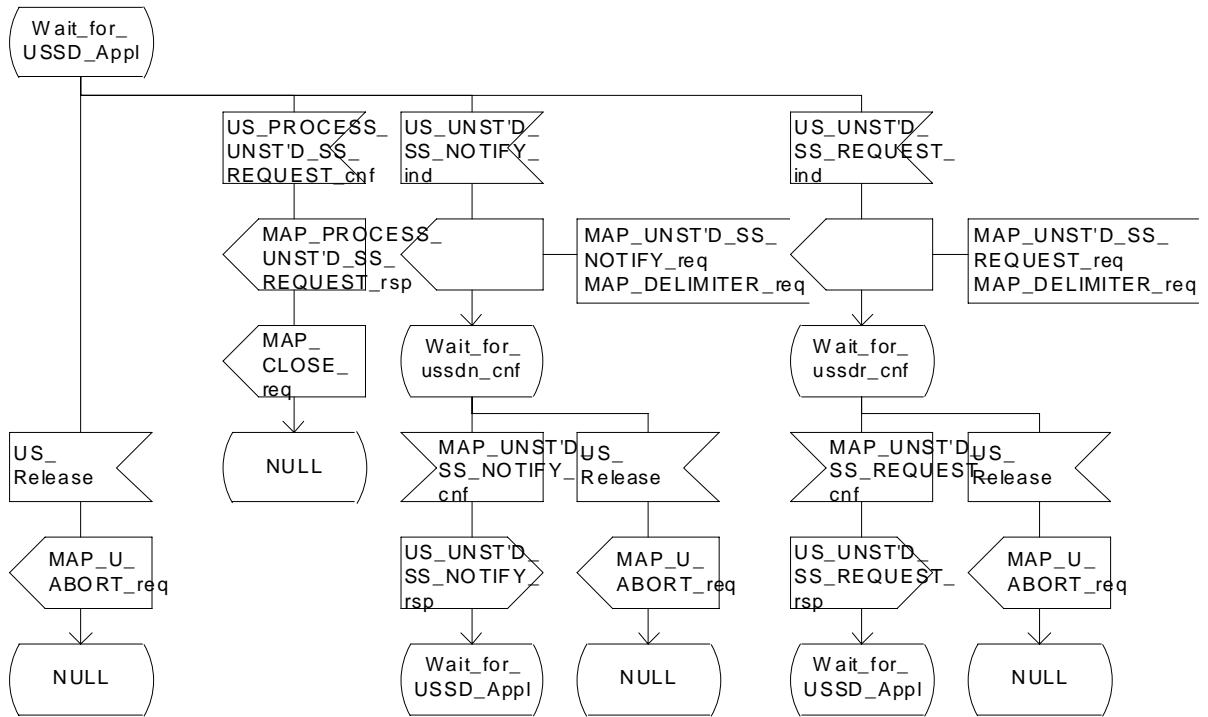 Wait_for_
USSD_Appl
US_PROCESS_
UNST'D_SS_
REQUEST_cnf
US_UNST'D_
SS_NOTIFY_
ind
US_UNST'D_
SS_REQUEST_
ind
MAP_PROCESS_
UNST'D_SS_
REQUEST_rsp
MAP_UNST'D_SS_
NOTIFY_req
MAP_DELIMITER_req
MAP_UNST'D_SS_
REQUEST_req
MAP_DELIMITER_req
MAP_
CLOSE_
req
Wait_for_
ussdn_cnf
Wait_for_
ussdr_cnf
US_
Release
NULL
MAP_UNST'D_
SS_NOTIFY_
cnf
US_
Release
MAP_UNST'D_
SS_REQUEST_
cnf
US_
Release
MAP_U_
ABORT_req
US_UNST'D_
SS_NOTIFY_
rsp
MAP_U_
ABORT_req
US_UNST'D_
SS_REQUEST_
rsp
MAP_U_
ABORT_req
NULL
Wait_for_
USSD_Appl
NULL
Wait_for_
USSD_Appl
NULL